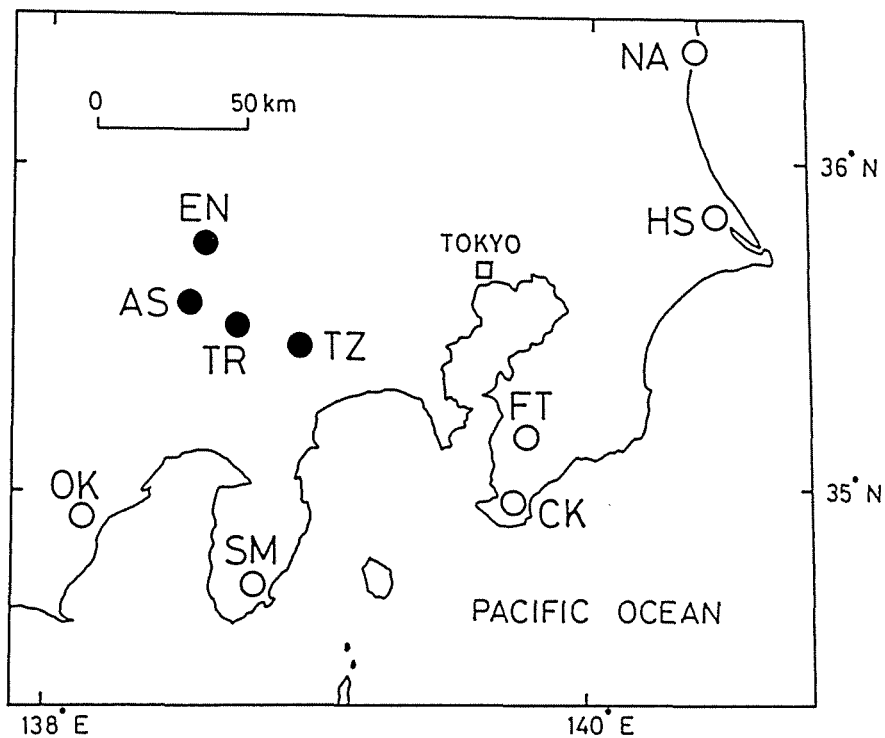 NA
0 50 km
36°N
EN
HS
TOKYO
AS
TR
TZ
FT
OK
35°N
CK
SM
PACIFIC OCEAN
138°E
140°E